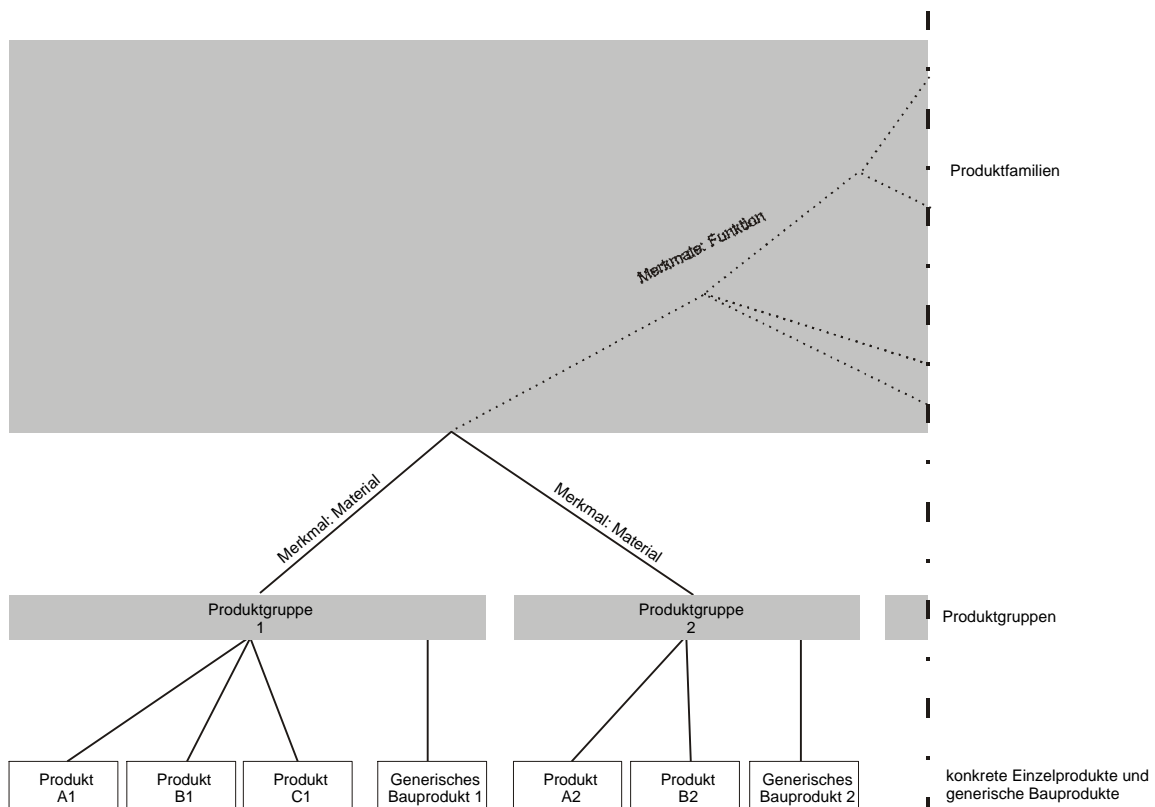 Produktfamilien
Merkmale: Funktion
Merkmal: Material
Merkmal: Material
Produktgruppe
1
Produktgruppe
2
Produktgruppen
Produkt
A1
Produkt
B1
Produkt
C1
Generisches
Bauprodukt 1
Produkt
A2
Produkt
B2
Generisches
Bauprodukt 2
konkrete Einzelprodukte und
generische Bauprodukte